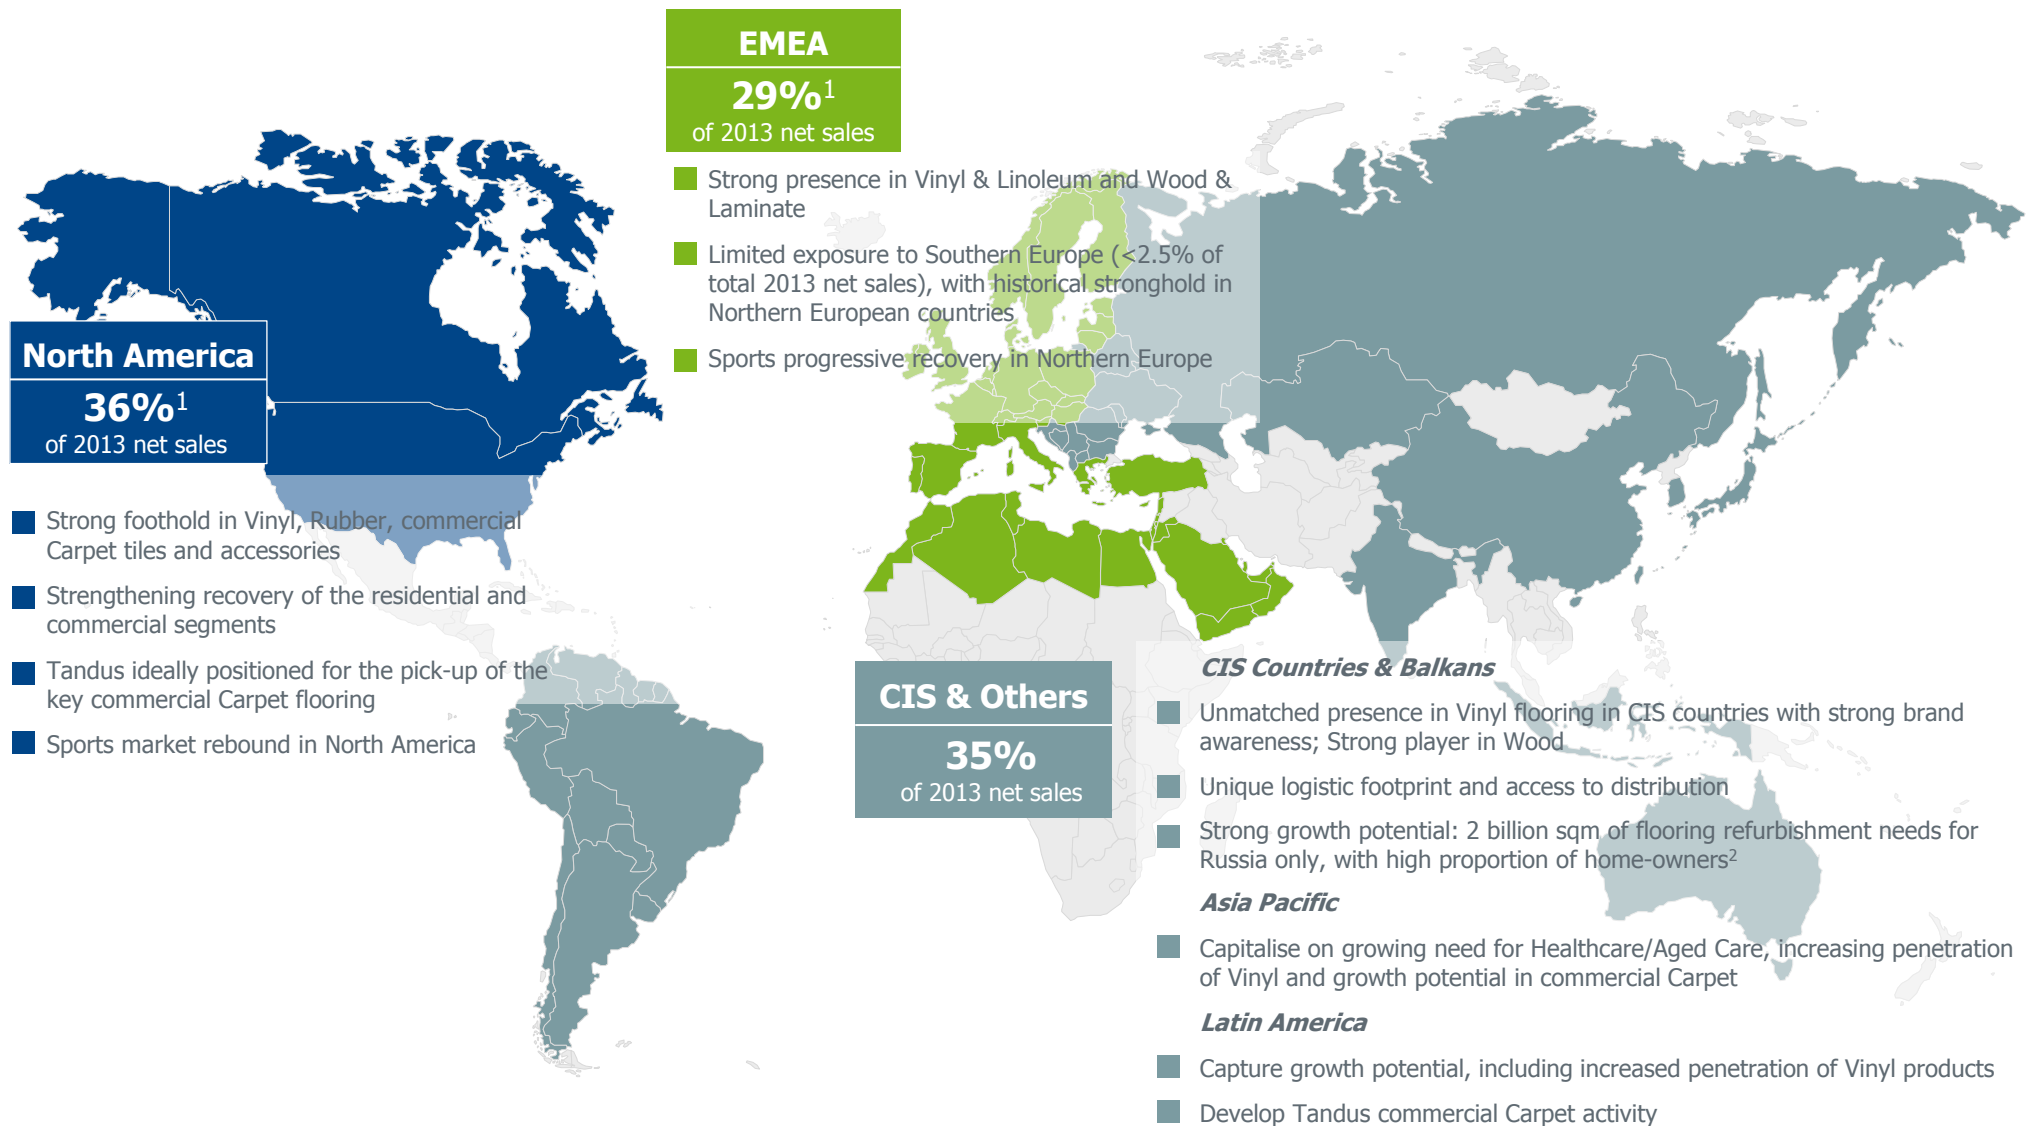 EMEA
29%1
of 2013 net sales
Strong presence in Vinyl & Linoleum and Wood &
Laminate
Limited exposure to Southern Europe (<2.5% of
total 2013 net sales), with historical stronghold in
Northern European countries
Sports progressive recovery in Northern Europe
North America
36%1
of 2013 net sales
Strong foothold in Vinyl, Rubber, commercial
Carpet tiles and accessories
Strengthening recovery of the residential and
commercial segments
Tandus ideally positioned for the pick-up of the
key commercial Carpet flooring
Sports market rebound in North America
CIS & Others
35%
of 2013 net sales
CIS Countries & Balkans
Unmatched presence in Vinyl flooring in CIS countries with strong brand
awareness; Strong player in Wood
Unique logistic footprint and access to distribution
Strong growth potential: 2 billion sqm of flooring refurbishment needs for
Russia only, with high proportion of home-owners2
Asia Pacific
Capitalise on growing need for Healthcare/Aged Care, increasing penetration
of Vinyl and growth potential in commercial Carpet
Latin America
Capture growth potential, including increased penetration of Vinyl products
Develop Tandus commercial Carpet activity